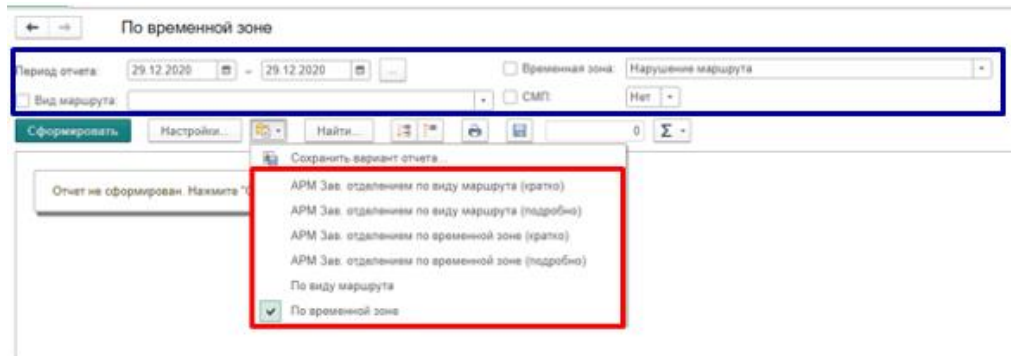 По временной зоне
Период отчета: 29.12.2020 – 29.12.2020 ... Временная зона: Нарушение маршрута
Вид маршрута: СМП: Нет
Сформировать Настройки... Найти... 0 Σ
Сохранить вариант отчета...
Отчет не сформирован. Нажмите "С
АРМ Зав. отделением по виду маршрута (кратко)
АРМ Зав. отделением по виду маршрута (подробно)
АРМ Зав. отделением по временной зоне (кратко)
АРМ Зав. отделением по временной зоне (подробно)
По виду маршрута
По временной зоне